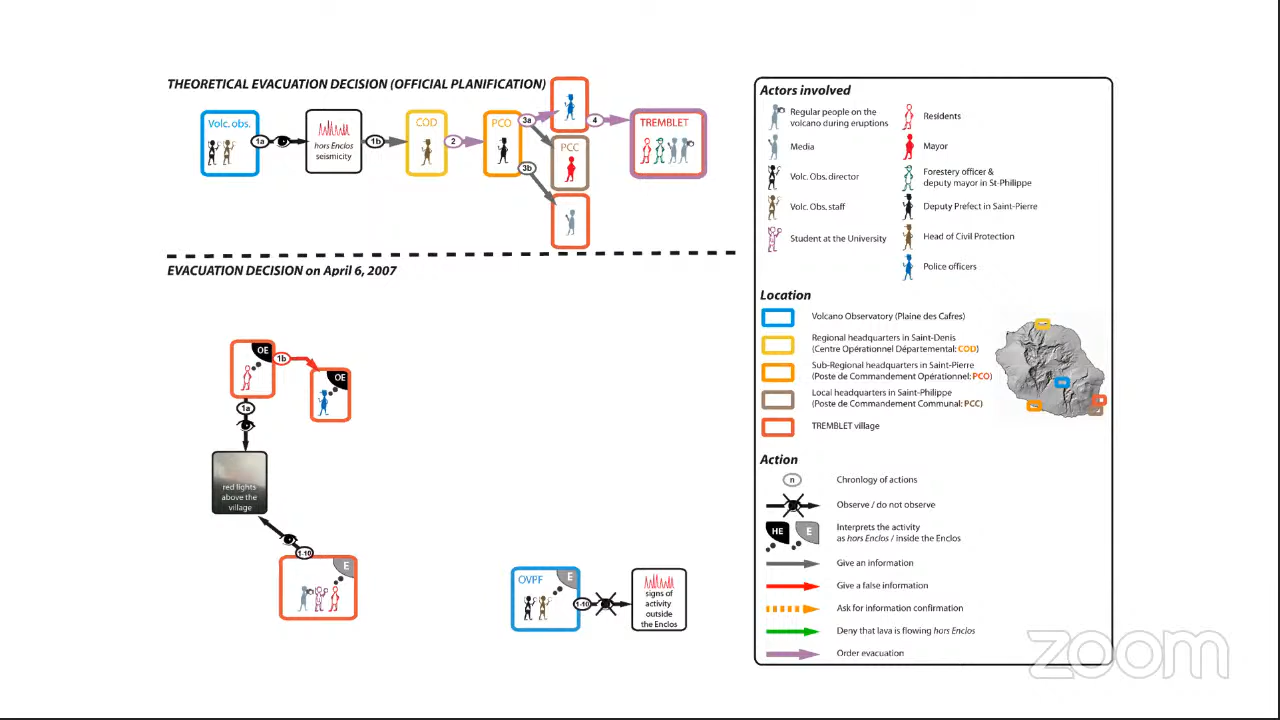 THEORETICAL EVACUATION DECISION (OFFICIAL PLANIFICATION)
Volc. obs.
1a
hors Enclos
seismicity
1b
COD
2
PCO
3a
3b
PCC
4
TREMBLET
EVACUATION DECISION on April 6, 2007
OE
1b
OE
1a
red lights
above the
village
1-10
E
OVPF
E
1-10
signs of
activity
outside
the Enclos
Actors involved
Regular people on the
volcano during eruptions
Residents
Media
Mayor
Volc. Obs. director
Forestery officer &
deputy mayor in St-Philippe
Volc. Obs. staff
Deputy Prefect in Saint-Pierre
Student at the University
Head of Civil Protection
Police officers
Location
Volcano Observatory (Plaine des Cafres)
Regional headquarters in Saint-Denis
(Centre Opérationnel Départemental: COD)
Sub-Regional headquarters in Saint-Pierre
(Poste de Commandement Opérationnel: PCO)
Local headquarters in Saint-Philippe
(Poste de Commandement Communal: PCC)
TREMBLET village
Action
n
Chronlogy of actions
Observe / do not observe
HE
E
Interprets the activity
as hors Enclos / inside the Enclos
Give an information
Give a false information
Ask for information confirmation
Deny that lava is flowing hors Enclos
Order evacuation
zoom